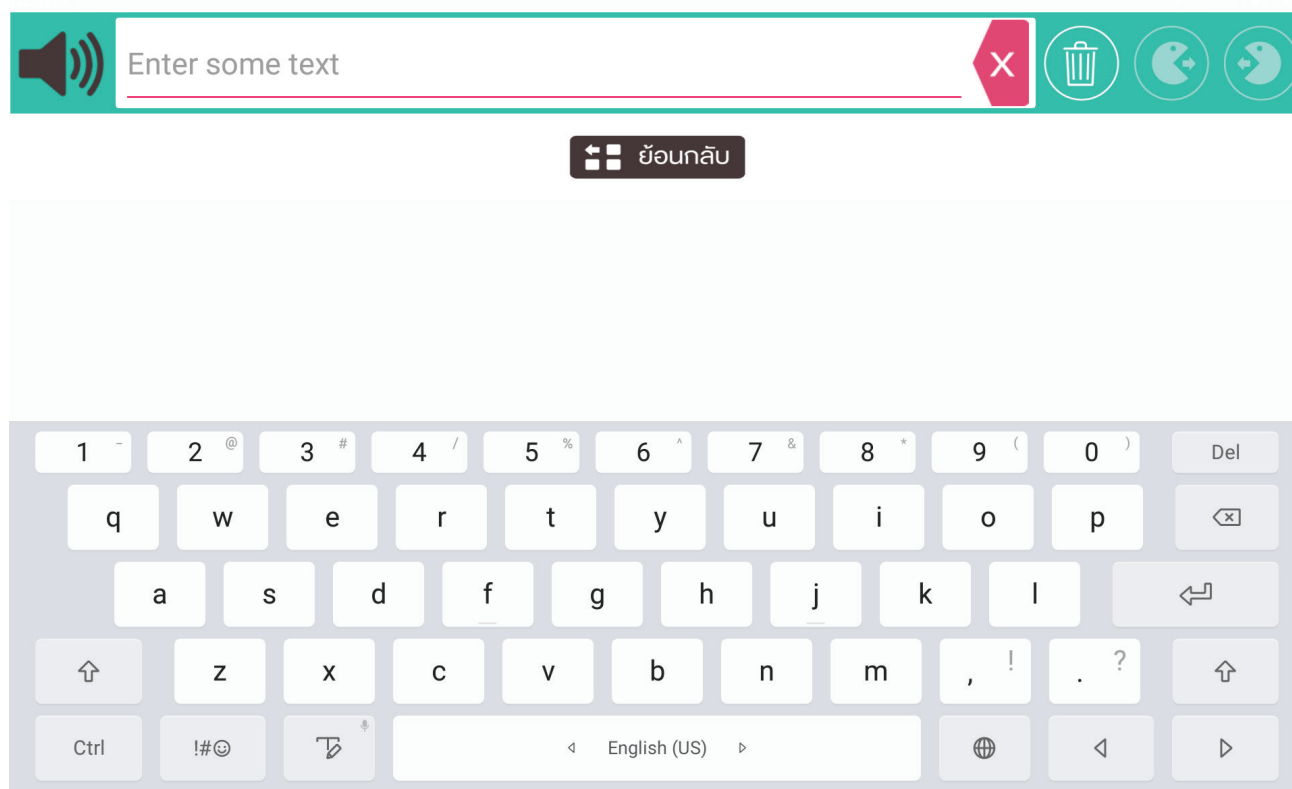 Enter some text X
ย้อนกลับ
1 - 2 @ 3 # 4 / 5 % 6 ^ 7 & 8 * 9 ( 0 ) Del
q w e r t y u i o p
a s d f g h j k l
z x c v b n m , ! . ?
Ctrl !#☺ English (US)